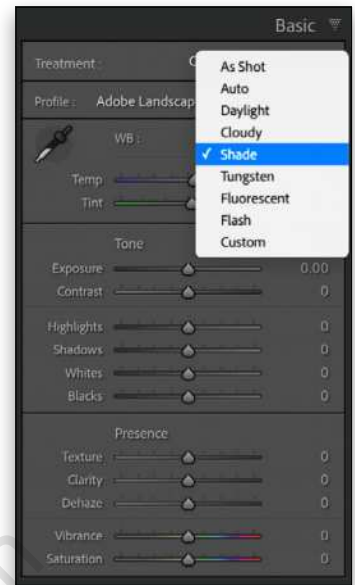 Basic
Treatment :
Profile : Adobe Landscap
WB :
As Shot
Auto
Daylight
Cloudy
✓ Shade
Tungsten
Fluorescent
Flash
Custom
Temp
Tint
Tone
Exposure 0.00
Contrast 0
Highlights 0
Shadows 0
Whites 0
Blacks 0
Presence
Texture 0
Clarity 0
Dehaze 0
Vibrance 0
Saturation 0